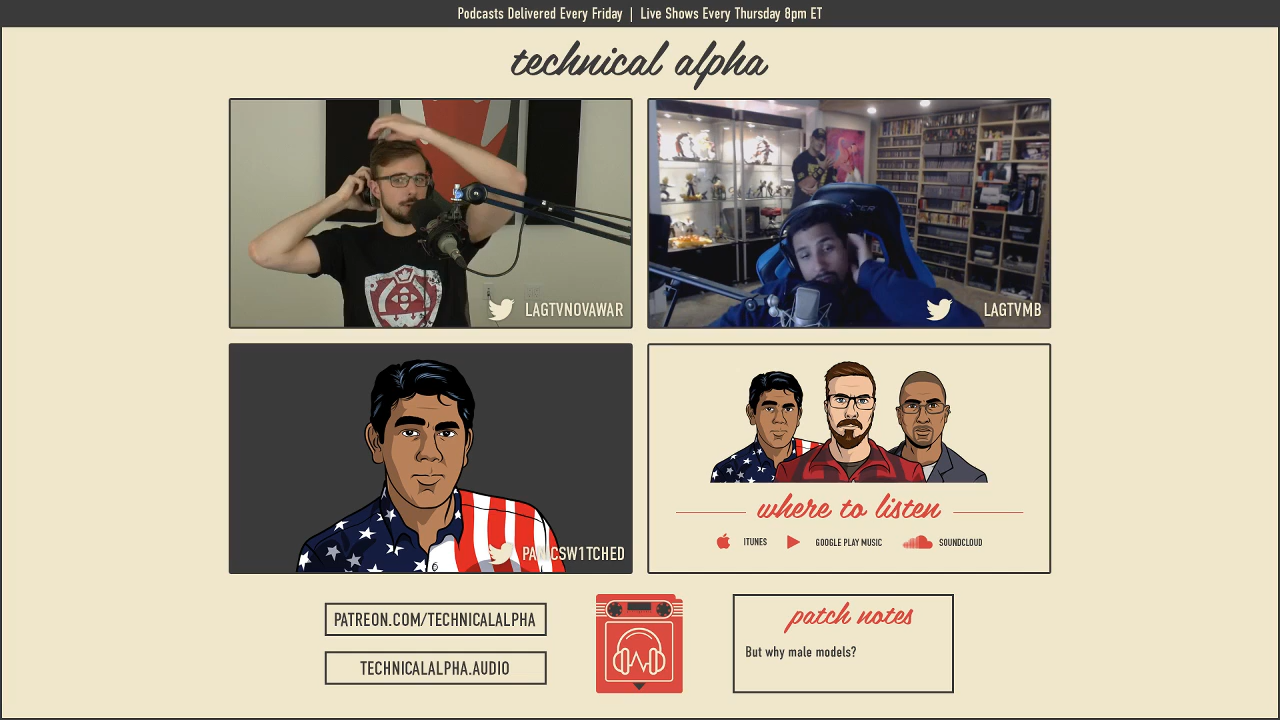 Podcasts Delivered Every Friday | Live Shows Every Thursday 8pm ET
technical alpha
LAGTVNOVAWAR
LAGTVMB
PANICSW1TCHED
where to listen
ITUNES
GOOGLE PLAY MUSIC
SOUNDCLOUD
PATREON.COM/TECHNICALALPHA
TECHNICALALPHA.AUDIO
patch notes
But why male models?